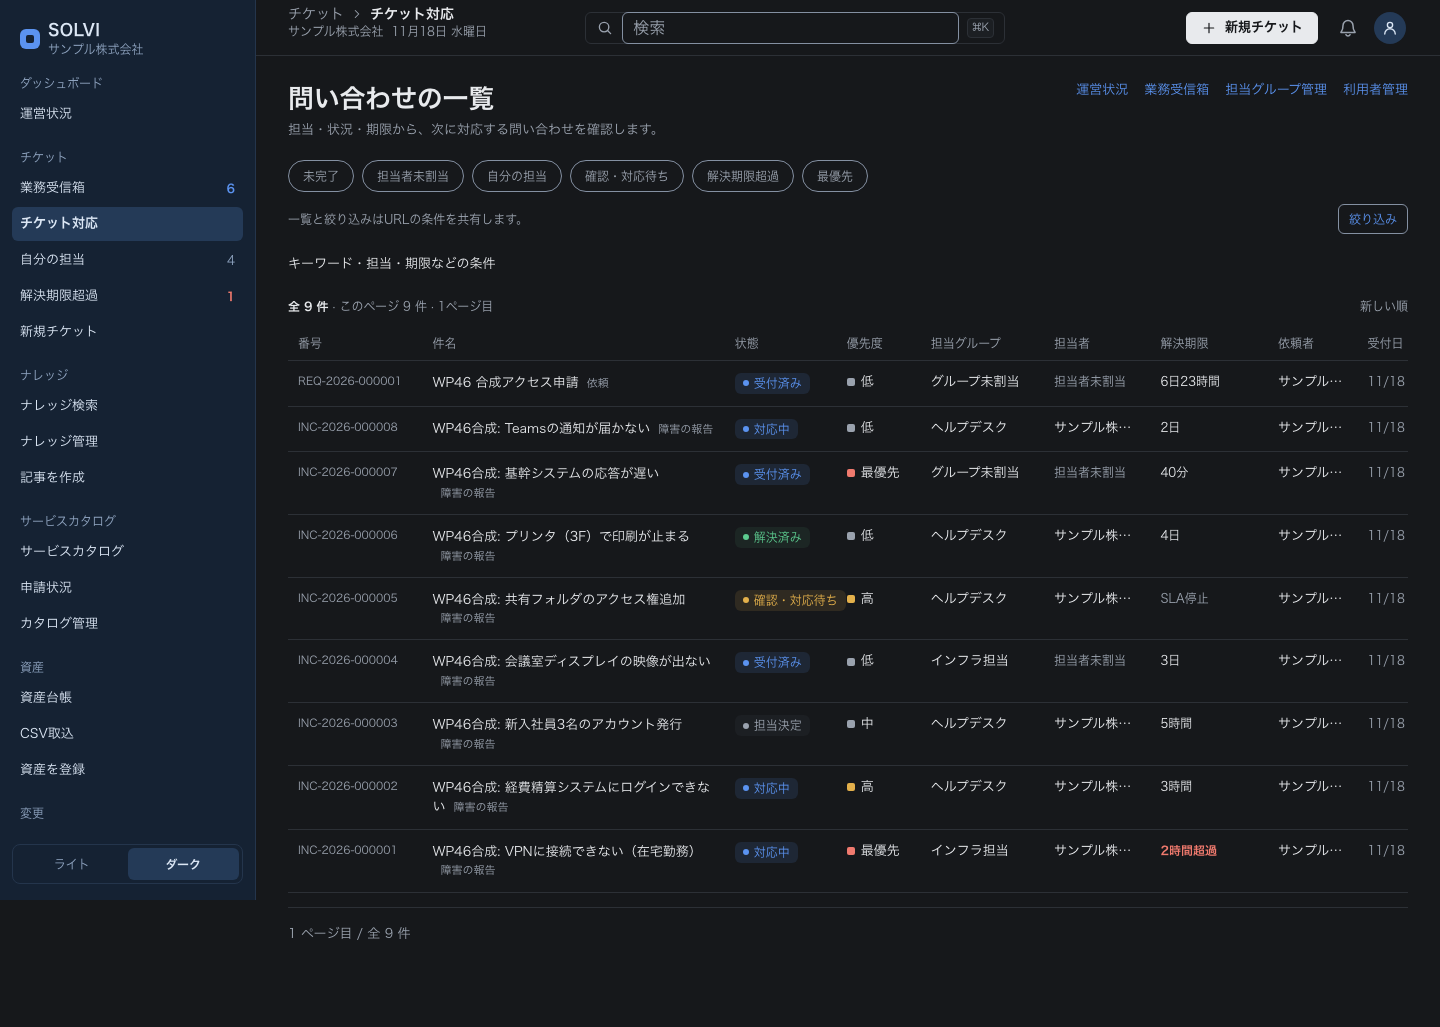 SOLVI
サンプル株式会社
ダッシュボード
運営状況
チケット
業務受信箱 6
チケット対応
自分の担当 4
解決期限超過 1
新規チケット
ナレッジ
ナレッジ検索
ナレッジ管理
記事を作成
サービスカタログ
サービスカタログ
申請状況
カタログ管理
資産
資産台帳
CSV取込
資産を登録
変更
ライト ダーク
チケット > チケット対応
サンプル株式会社 11月18日 水曜日
検索 ⌘K
+ 新規チケット
問い合わせの一覧
運営状況 業務受信箱 担当グループ管理 利用者管理
担当・状況・期限から、次に対応する問い合わせを確認します。
未完了 担当者未割当 自分の担当 確認・対応待ち 解決期限超過 最優先
一覧と絞り込みはURLの条件を共有します。 絞り込み
キーワード・担当・期限などの条件
全 9 件 · このページ 9 件 · 1ページ目 新しい順
番号 件名 状態 優先度 担当グループ 担当者 解決期限 依頼者 受付日
REQ-2026-000001 WP46 合成アクセス申請 依頼 受付済み 低 グループ未割当 担当者未割当 6日23時間 サンプル… 11/18
INC-2026-000008 WP46合成: Teamsの通知が届かない 障害の報告 対応中 低 ヘルプデスク サンプル株… 2日 サンプル… 11/18
INC-2026-000007 WP46合成: 基幹システムの応答が遅い 受付済み 最優先 グループ未割当 担当者未割当 40分 サンプル… 11/18
障害の報告
INC-2026-000006 WP46合成: プリンタ（3F）で印刷が止まる 解決済み 低 ヘルプデスク サンプル株… 4日 サンプル… 11/18
障害の報告
INC-2026-000005 WP46合成: 共有フォルダのアクセス権追加 確認・対応待ち 高 ヘルプデスク サンプル株… SLA停止 サンプル… 11/18
障害の報告
INC-2026-000004 WP46合成: 会議室ディスプレイの映像が出ない 受付済み 低 インフラ担当 担当者未割当 3日 サンプル… 11/18
障害の報告
INC-2026-000003 WP46合成: 新入社員3名のアカウント発行 担当決定 中 ヘルプデスク サンプル株… 5時間 サンプル… 11/18
障害の報告
INC-2026-000002 WP46合成: 経費精算システムにログインできな 対応中 高 ヘルプデスク サンプル株… 3時間 サンプル… 11/18
い 障害の報告
INC-2026-000001 WP46合成: VPNに接続できない（在宅勤務） 対応中 最優先 インフラ担当 サンプル株… 2時間超過 サンプル… 11/18
障害の報告
1 ページ目 / 全 9 件